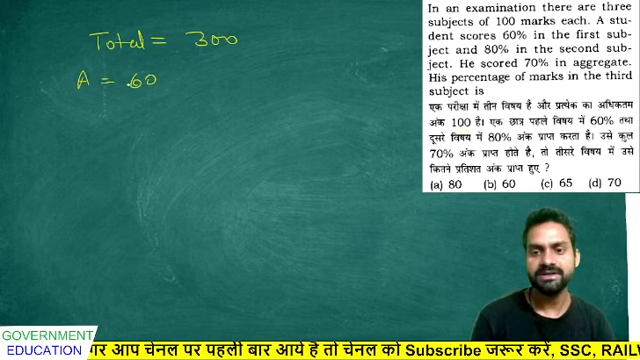 Total = 300
A = 60
In an examination there are three
subjects of 100 marks each. A stu-
dent scores 60% in the first sub-
ject and 80% in the second sub-
ject. He scored 70% in aggregate.
His percentage of marks in the third
subject is
एक परीक्षा में तीन विषय है और प्रत्येक का अधिकतम
अंक 100 है। एक छात्र पहले विषय में 60% तथा
दूसरे विषय में 80% अंक प्राप्त करता है। उसे कुल
70% अंक प्राप्त होते है, तो तीसरे विषय में उसे
कितने प्रतिशत अंक प्राप्त हुए ?
(a) 80 (b) 60 (c) 65 (d) 70
GOVERNMENT
EDUCATION
गर आप चेनल पर पहली बार आये है तो चेनल को Subscribe जरूर करें, SSC, RAIL